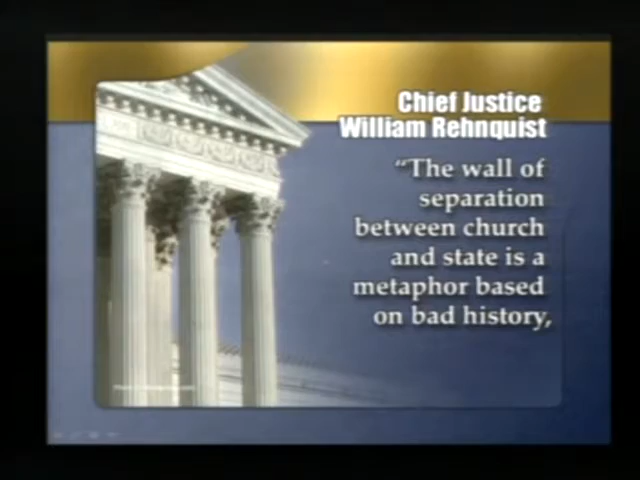 Chief Justice
William Rehnquist
“The wall of
separation
between church
and state is a
metaphor based
on bad history,